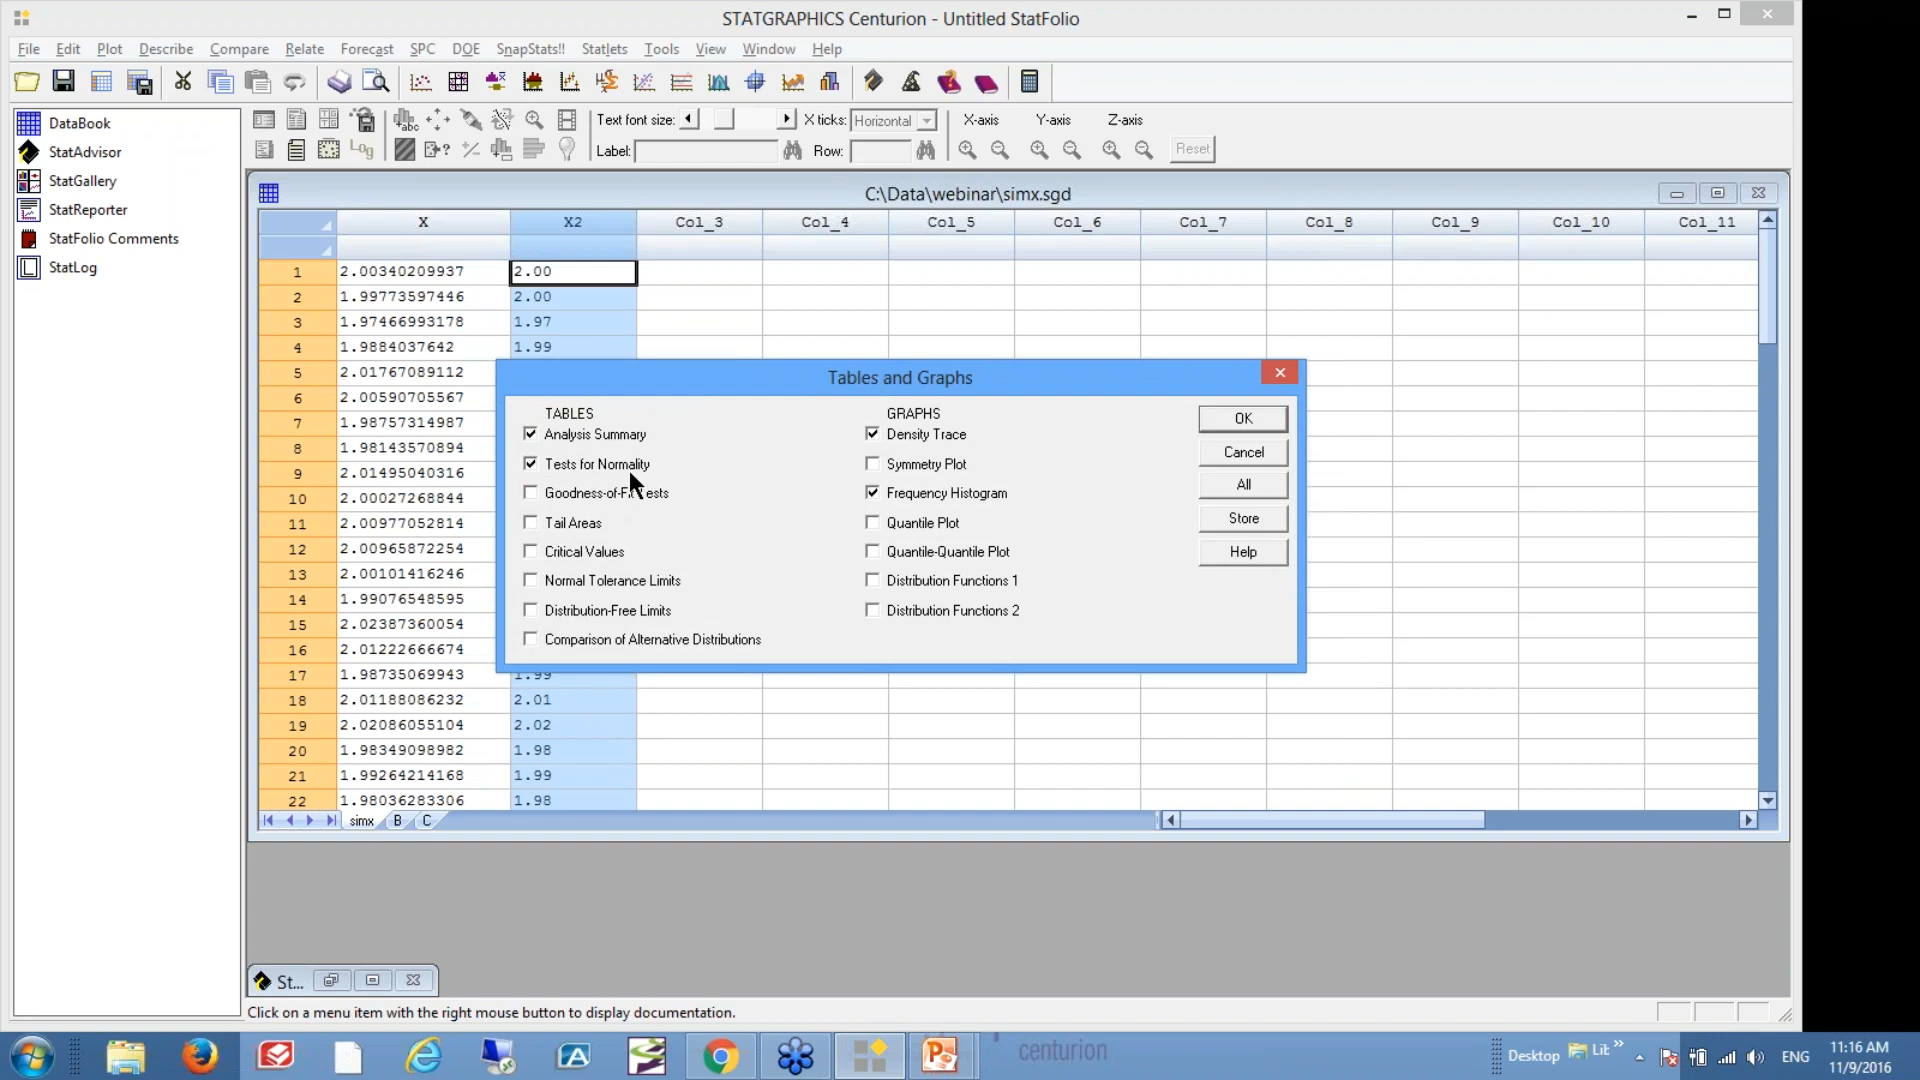 STATGRAPHICS Centurion - Untitled StatFolio
File Edit Plot Describe Compare Relate Forecast SPC DOE SnapStats!! Statlets Tools View Window Help
DataBook
StatAdvisor
StatGallery
StatReporter
StatFolio Comments
StatLog
Text font size: X ticks: Horizontal X-axis Y-axis Z-axis
Log Label: Row: Reset
C:\Data\webinar\simx.sgd
X X2 Col_3 Col_4 Col_5 Col_6 Col_7 Col_8 Col_9 Col_10 Col_11
1 2.00340209937 2.00
2 1.99773597446 2.00
3 1.97466993178 1.97
4 1.9884037642 1.99
5 2.01767089112
6 2.00590705567
7 1.98757314987
8 1.98143570894
9 2.01495040316
10 2.00027268844
11 2.00977052814
12 2.00965872254
13 2.00101416246
14 1.99076548595
15 2.02387360054
16 2.01222666674
17 1.98735069943 1.99
18 2.01188086232 2.01
19 2.02086055104 2.02
20 1.98349098982 1.98
21 1.99264214168 1.99
22 1.98036283306 1.98
simx B C
Tables and Graphs
TABLES
Analysis Summary
Tests for Normality
Goodness-of-Fit Tests
Tail Areas
Critical Values
Normal Tolerance Limits
Distribution-Free Limits
Comparison of Alternative Distributions
GRAPHS
Density Trace
Symmetry Plot
Frequency Histogram
Quantile Plot
Quantile-Quantile Plot
Distribution Functions 1
Distribution Functions 2
OK
Cancel
All
Store
Help
St...
Click on a menu item with the right mouse button to display documentation.
centurion
Desktop Lib ENG 11:16 AM
11/9/2016